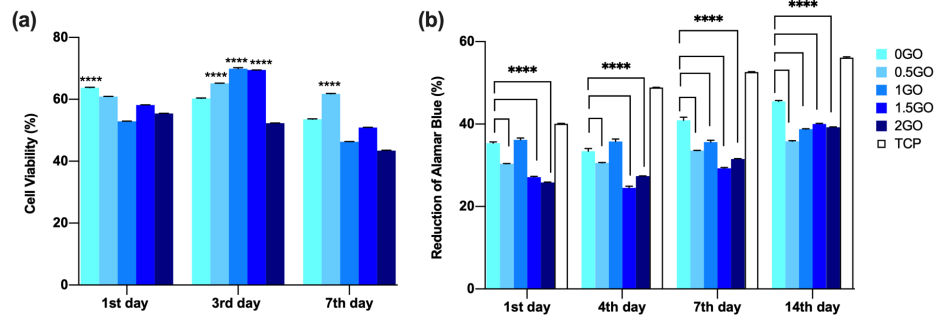 (a)
Cell Viability (%)
80
60
40
20
0
****
**** **** ****
****
1st day 3rd day 7th day
(b)
Reduction of Alamar Blue (%)
60
40
20
0
****
****
****
****
1st day 4th day 7th day 14th day
0GO
0.5GO
1GO
1.5GO
2GO
TCP